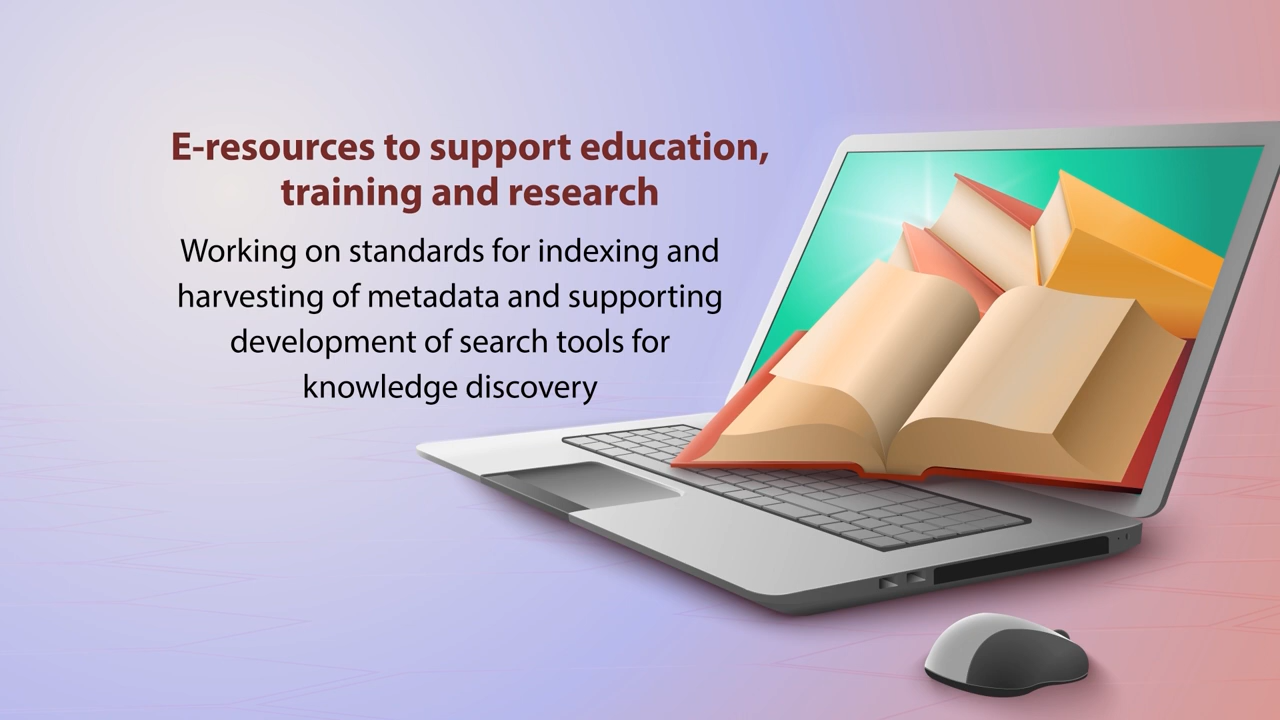 E-resources to support education,
training and research
Working on standards for indexing and
harvesting of metadata and supporting
development of search tools for
knowledge discovery